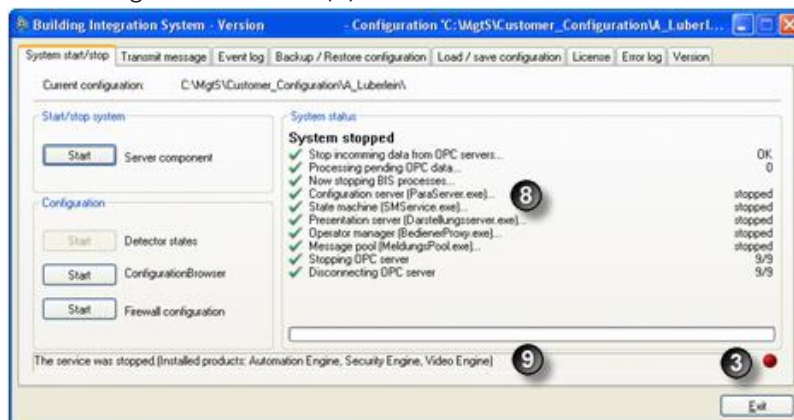 Building Integration System - Version - Configuration "C:\MgtS\Customer_Configuration\A_Luberl...
System start/stop Transmit message Event log Backup / Restore configuration Load / save configuration License Error log Version
Current configuration: C:\MgtS\Customer_Configuration\A_Luberlein\
Start/stop system
Start Server component
Configuration
Start Detector states
Start ConfigurationBrowser
Start Firewall configuration
System status
System stopped
Stop incomming data from OPC servers... OK
Processing pending OPC data... 0
Now stopping BIS processes...
Configuration server (ParaServer.exe)... stopped
8
State machine (SMService.exe)... stopped
Presentation server (Darstellungsserver.exe)... stopped
Operator manager (BedienerProxy.exe)... stopped
Message pool (MeldungsPool.exe)... stopped
Stopping OPC server 9/9
Disconnecting OPC server 9/9
The service was stopped (Installed products: Automation Engine, Security Engine, Video Engine) 9 3
Exit